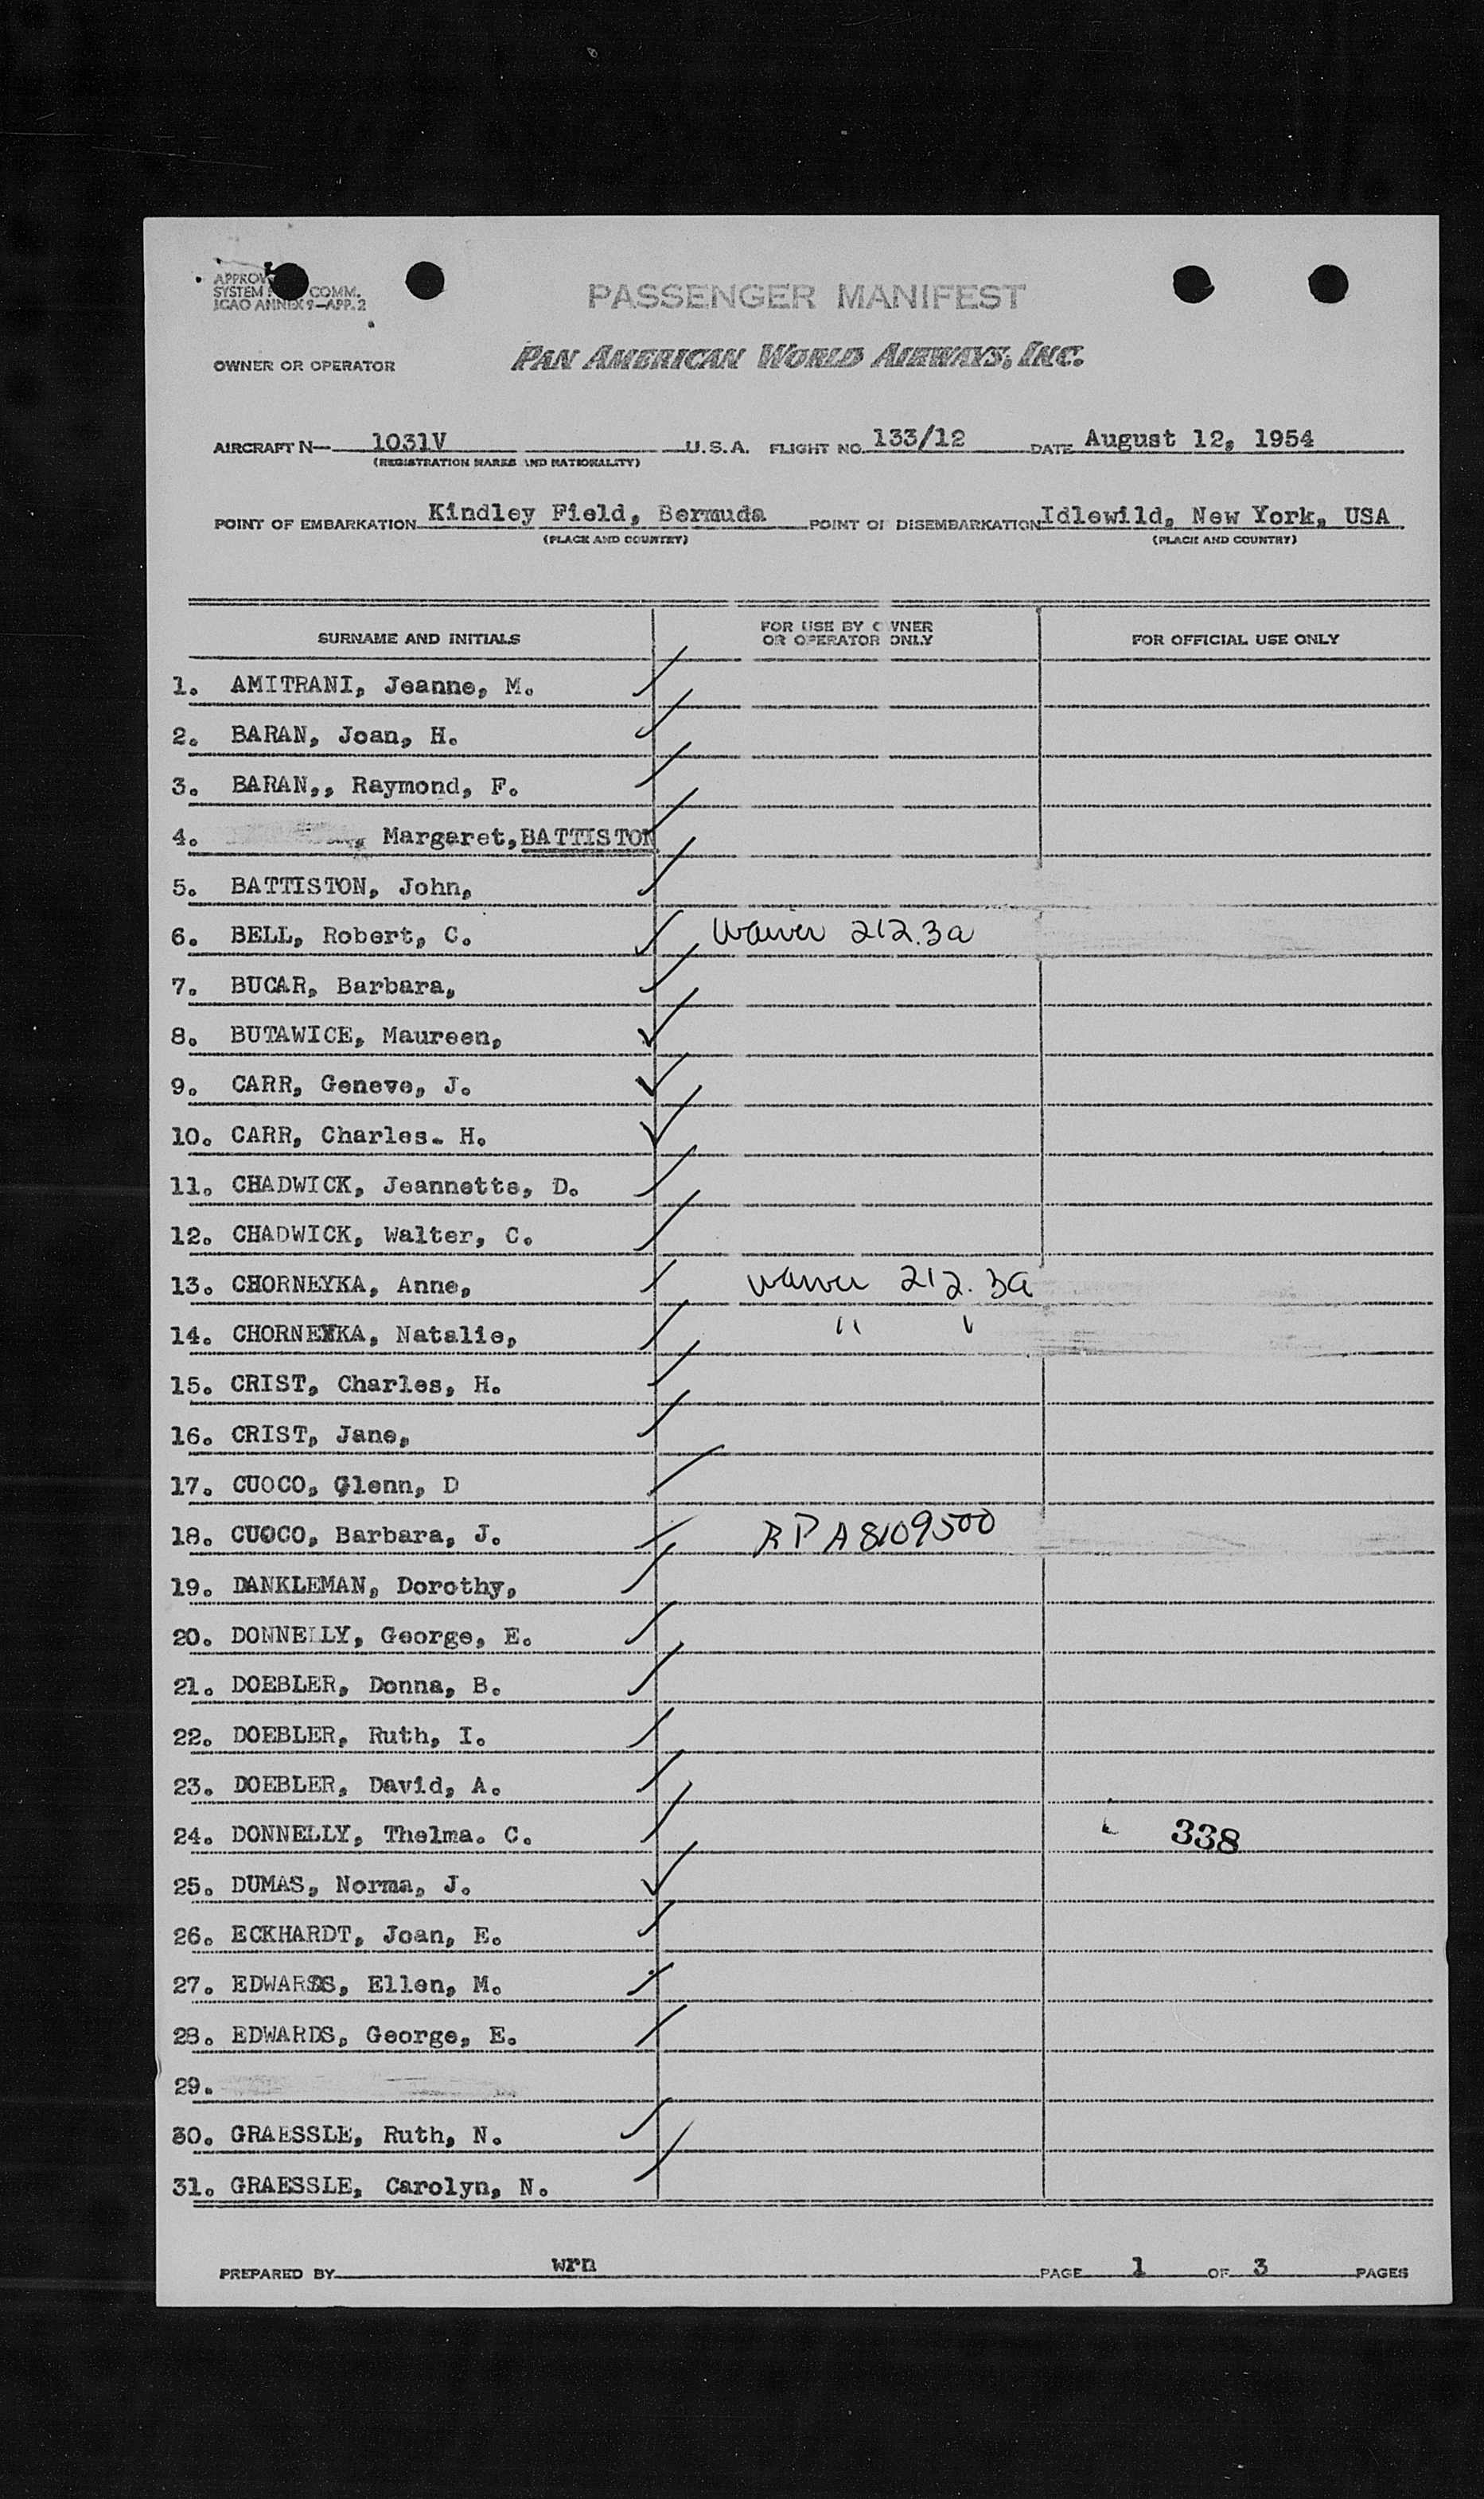 PASSENGER MANIFEST
SYSTEM COMM.
ICAO ANNEX 9—APP. 2
OWNER OR OPERATOR PAN AMERICAN WORLD AIRWAYS, INC.
AIRCRAFT N— 1031V U.S.A. FLIGHT NO. 133/12 DATE August 12, 1954
(REGISTRATION MARKS AND NATIONALITY)
POINT OF EMBARKATION Kindley Field, Bermuda POINT OF DISEMBARKATION Idlewild, New York, USA
(PLACE AND COUNTRY) (PLACE AND COUNTRY)
SURNAME AND INITIALS FOR USE BY OWNER OR OPERATOR ONLY FOR OFFICIAL USE ONLY
1. AMITRANI, Jeanne, M.
2. BARAN, Joan, H.
3. BARAN,, Raymond, F.
4. , Margaret, BATTISTON
5. BATTISTON, John,
6. BELL, Robert, C. Waiver 212.3a
7. BUCAR, Barbara,
8. BUTAWICE, Maureen,
9. CARR, Geneve, J.
10. CARR, Charles. H.
11. CHADWICK, Jeannette, D.
12. CHADWICK, Walter, C.
13. CHORNEYKA, Anne, waiver 212.3a
14. CHORNEYKA, Natalie, " "
15. CRIST, Charles, H.
16. CRIST, Jane,
17. CUOCO, Glenn, D
18. CUOCO, Barbara, J. RP A8109500
19. DANKLEMAN, Dorothy,
20. DONNELLY, George, E.
21. DOEBLER, Donna, B.
22. DOEBLER, Ruth, I.
23. DOEBLER, David, A.
24. DONNELLY, Thelma. C. 338
25. DUMAS, Norma, J.
26. ECKHARDT, Joan, E.
27. EDWARDS, Ellen, M.
28. EDWARDS, George, E.
29.
30. GRAESSLE, Ruth, N.
31. GRAESSLE, Carolyn, N.
PREPARED BY wrn PAGE 1 OF 3 PAGES